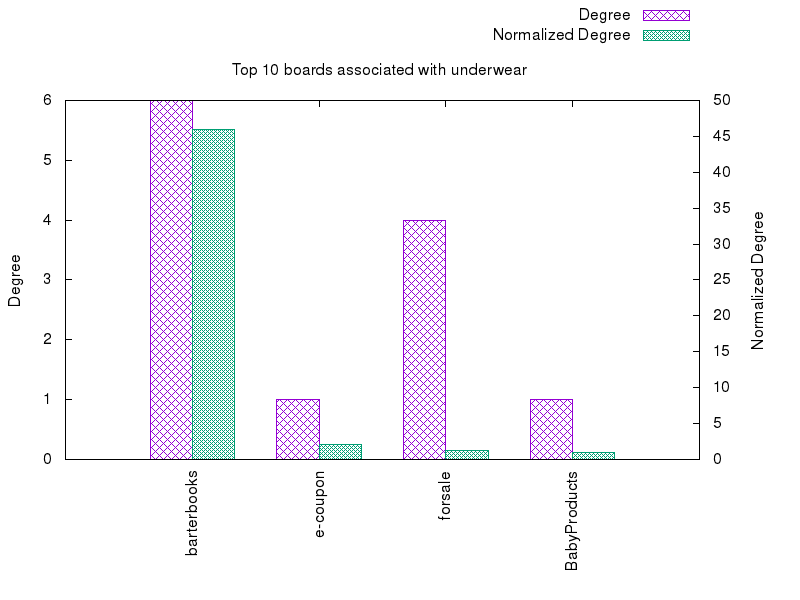 Degree
Normalized Degree
Top 10 boards associated with underwear
6
5
4
3
2
1
0
50
45
40
35
30
25
20
15
10
5
0
Degree
Normalized Degree
barterbooks
e-coupon
forsale
BabyProducts